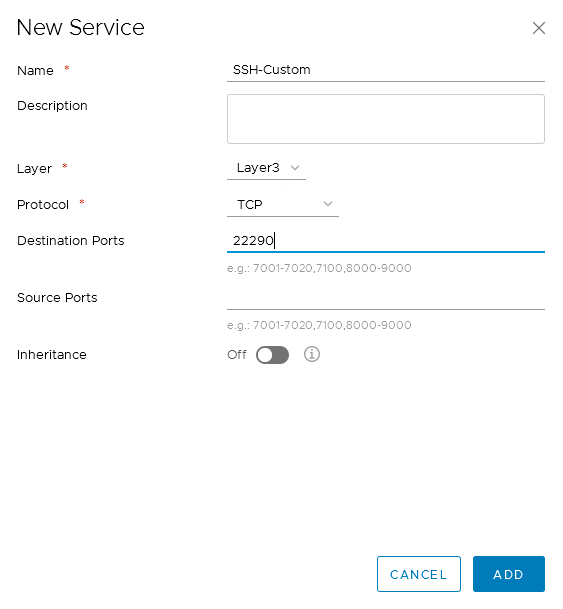 New Service
Name *
SSH-Custom
Description
Layer *
Layer3
Protocol *
TCP
Destination Ports
22290
e.g.: 7001-7020,7100,8000-9000
Source Ports
e.g.: 7001-7020,7100,8000-9000
Inheritance
Off
CANCEL
ADD